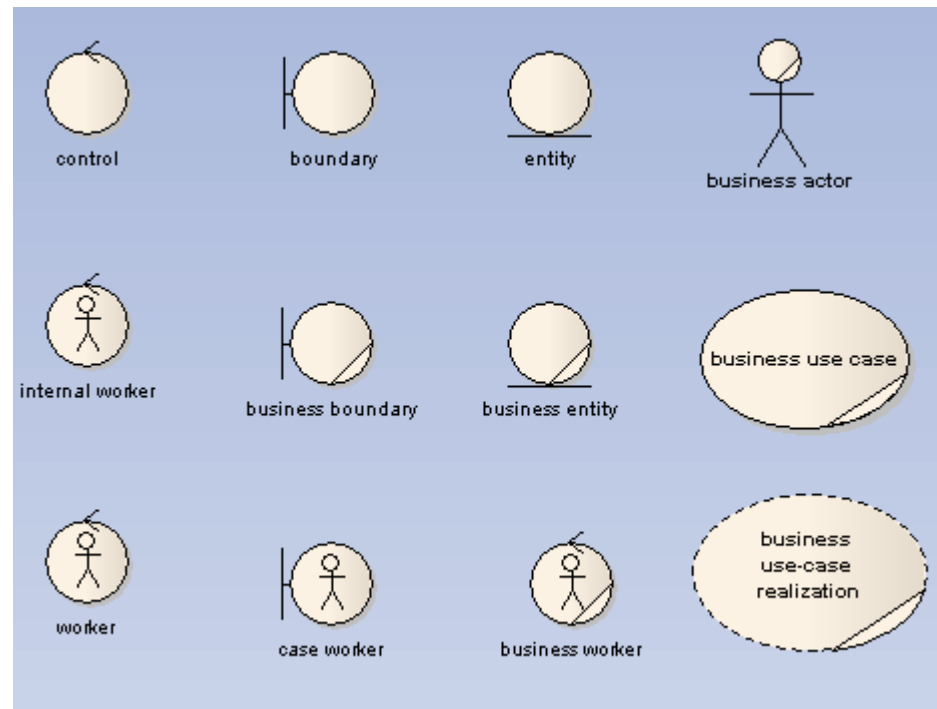 control
boundary
entity
business actor
internal worker
business boundary
business entity
business use case
worker
case worker
business worker
business
use-case
realization